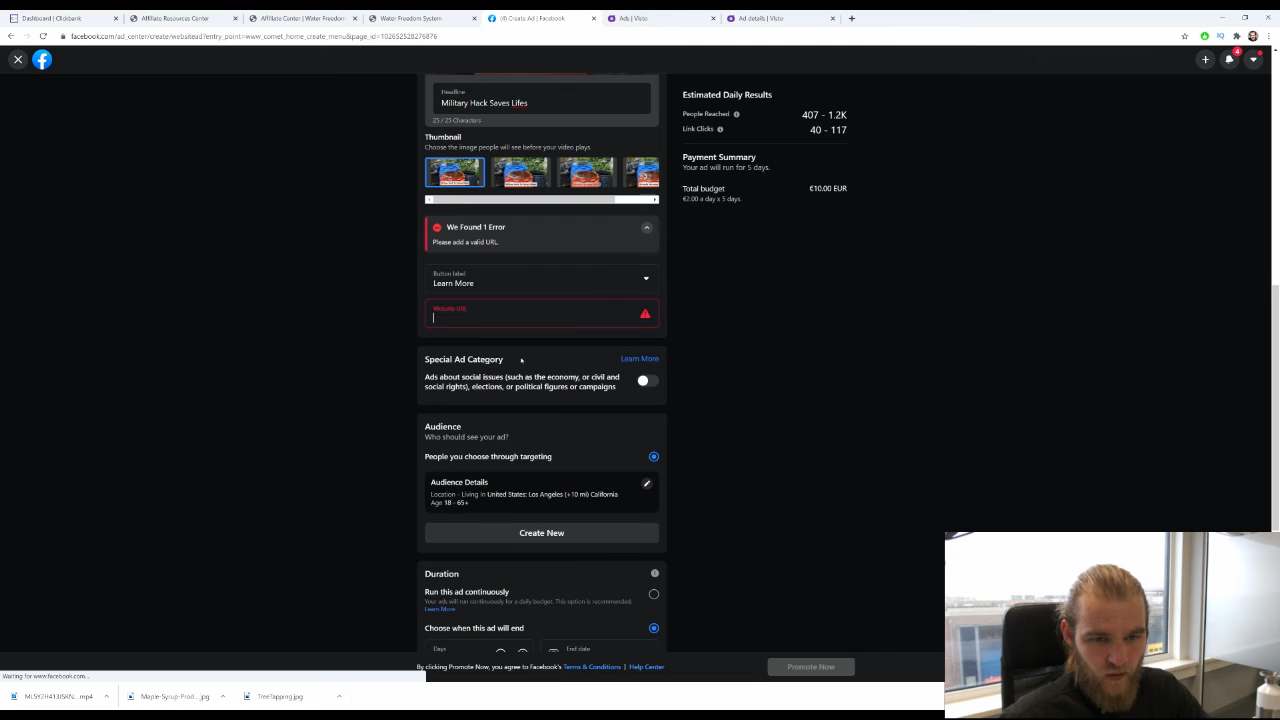 Dashboard | Clickbank
Affiliate Resources Center
Affiliate Center | Water Freedom
Water Freedom System
(4) Create Ad | Facebook
Ads | Visto
Ad details | Visto
facebook.com/ad_center/create/websitead?entry_point=www_comet_home_create_menu&page_id=102652528276876
4
Headline
Military Hack Saves Lifes
25 / 25 Characters
Thumbnail
Choose the image people will see before your video plays.
We Found 1 Error
Please add a valid URL.
Button label
Learn More
Website URL
Special Ad Category
Learn More
Ads about social issues (such as the economy, or civil and
social rights), elections, or political figures or campaigns
Audience
Who should see your ad?
People you choose through targeting
Audience Details
Location - Living In United States: Los Angeles (+10 mi) California
Age 18 - 65+
Create New
Duration
Run this ad continuously
Your ads will run continuously for a daily budget. This option is recommended.
Learn More
Choose when this ad will end
Days
End date
By clicking Promote Now, you agree to Facebook's Terms & Conditions | Help Center
Promote Now
Estimated Daily Results
People Reached 407 - 1.2K
Link Clicks 40 - 117
Payment Summary
Your ad will run for 5 days.
Total budget €10.00 EUR
€2.00 a day x 5 days.
Waiting for www.facebook.com...
Maple-Syrup-Prod....jpg
TreeTapping.jpg